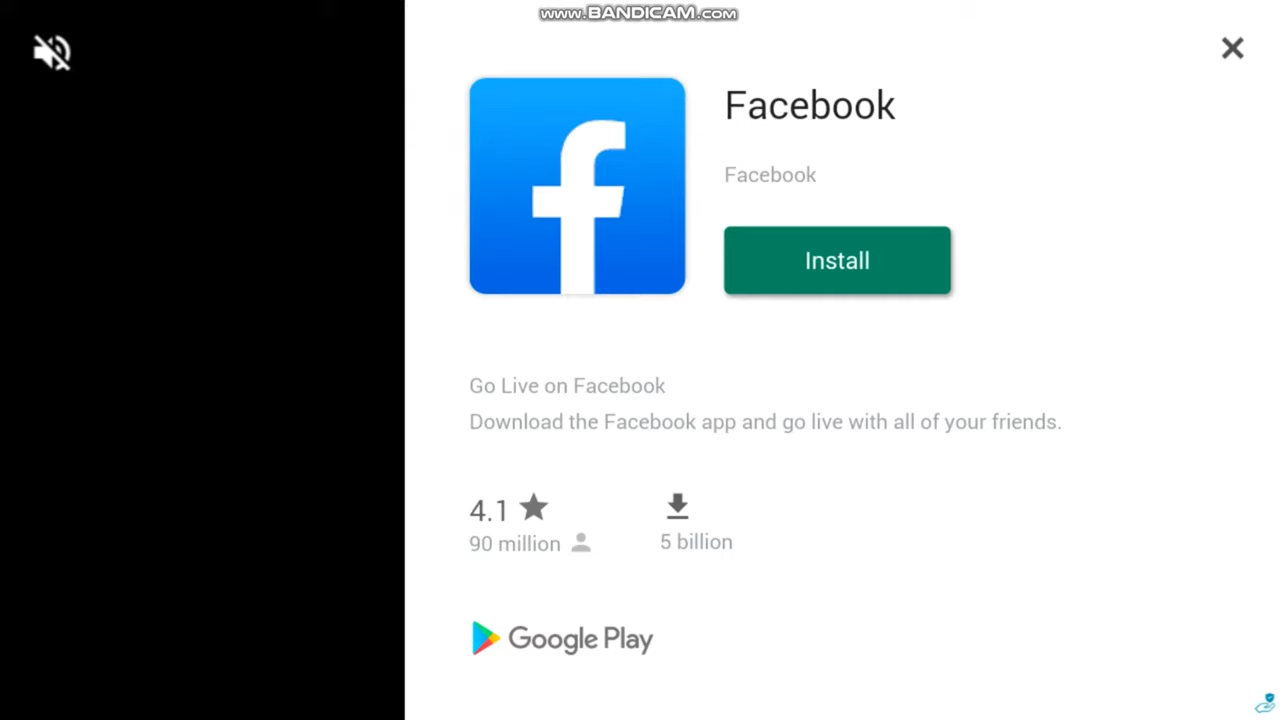 www.BANDICAM.com
Facebook
Facebook
Install
Go Live on Facebook
Download the Facebook app and go live with all of your friends.
4.1
90 million
5 billion
Google Play